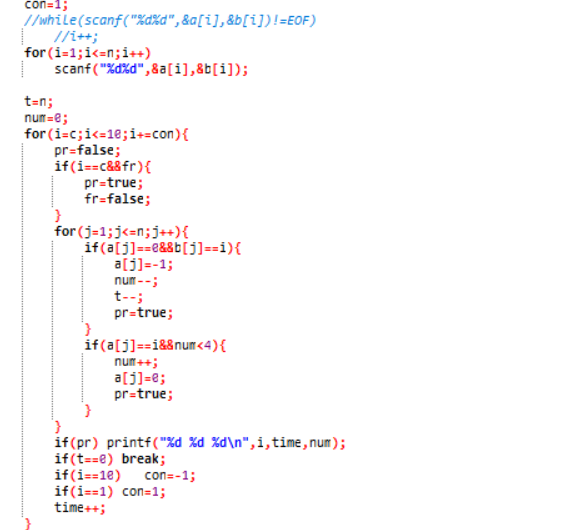 con=1;
//while(scanf("%d%d",&a[i],&b[i])!=EOF)
//i++;
for(i=1;i<=n;i++)
scanf("%d%d",&a[i],&b[i]);
t=n;
num=0;
for(i=c;i<=10;i+=con){
pr=false;
if(i==c&&fr){
pr=true;
fr=false;
}
for(j=1;j<=n;j++){
if(a[j]==0&&b[j]==i){
a[j]=-1;
num--;
t--;
pr=true;
}
if(a[j]==i&&num<4){
num++;
a[j]=0;
pr=true;
}
}
if(pr) printf("%d %d %d\n",i,time,num);
if(t==0) break;
if(i==10) con=-1;
if(i==1) con=1;
time++;
}